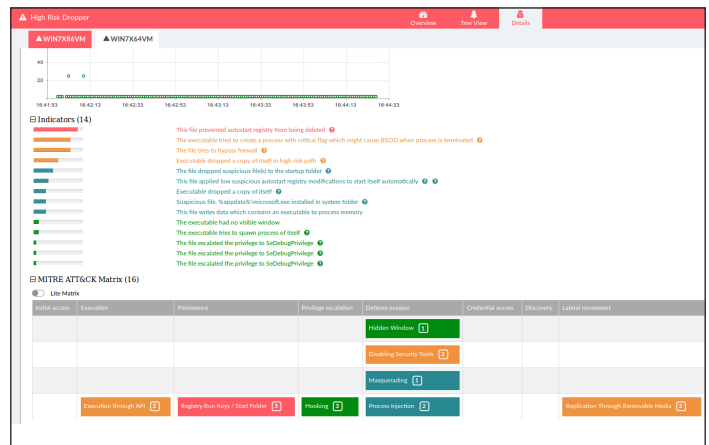 High Risk Dropper
Overview
Tree View
Details
WIN7X86VM
WIN7X64VM
40
20
16:41:53 16:42:13 16:42:33 16:42:53 16:43:13 16:43:33 16:43:53 16:44:13 16:44:33
Indicators (14)
This file prevented autostart registry from being deleted
The executable tried to create a process with critical flag which might cause BSOD when process is terminated
The file tries to bypass firewall
Executable dropped a copy of itself in high risk path
The file dropped suspicious file(s) to the startup folder
This file applied low suspicious autostart registry modifications to start itself automatically
Executable dropped a copy of itself
Suspicious file, %appdata%\microsoft.exe installed in system folder
This file writes data which contains an executable to process memory
The executable had no visible window
The executable tries to spawn process of itself
The file escalated the privilege to SeDebugPrivilege
The file escalated the privilege to SeDebugPrivilege
The file escalated the privilege to SeDebugPrivilege
MITRE ATT&CK Matrix (16)
Lite Matrix
Initial access Execution Persistence Privilege escalation Defense evasion Credential access Discovery Lateral movement
Hidden Window 1
Disabling Security Tools 2
Masquerading 1
Execution through API 2 Registry Run Keys / Start Folder 3 Hooking 3 Process Injection 2 Replication Through Removable Media 2